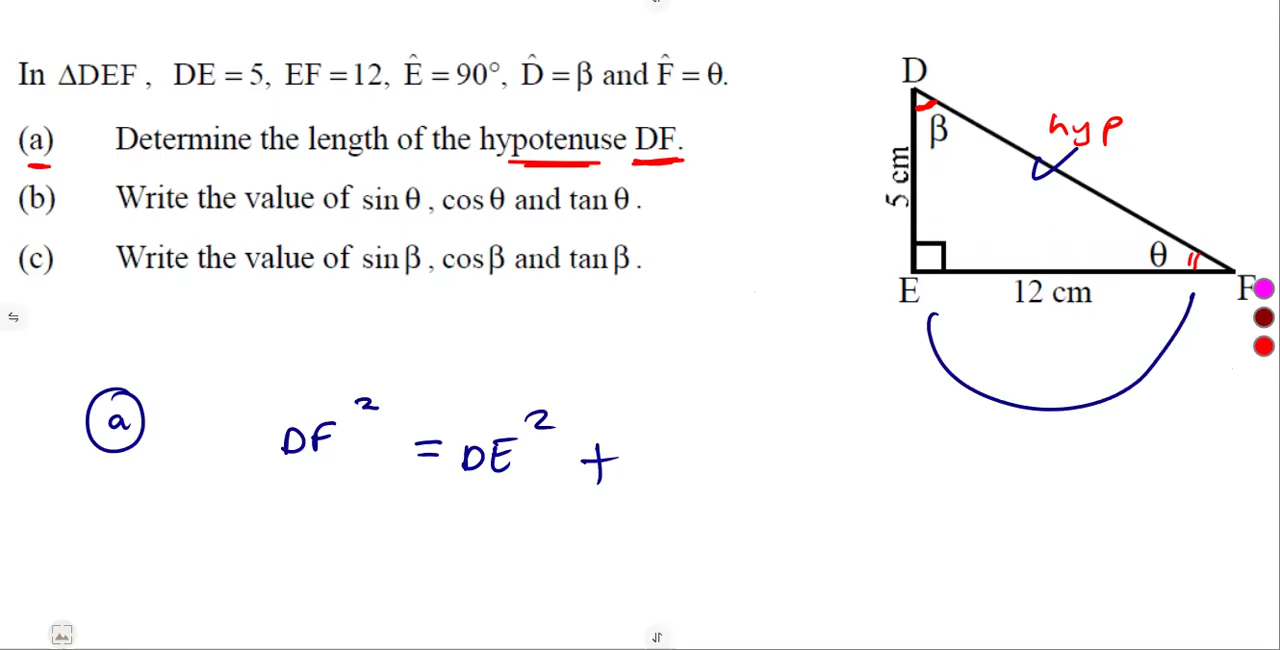 In ΔDEF, DE = 5, EF = 12, Ê = 90°, D̂ = β and F̂ = θ.
(a) Determine the length of the hypotenuse DF.
(b) Write the value of sin θ, cos θ and tan θ.
(c) Write the value of sin β, cos β and tan β.
D
β
hyp
5 cm
θ
E
12 cm
F
a DF² = DE² +